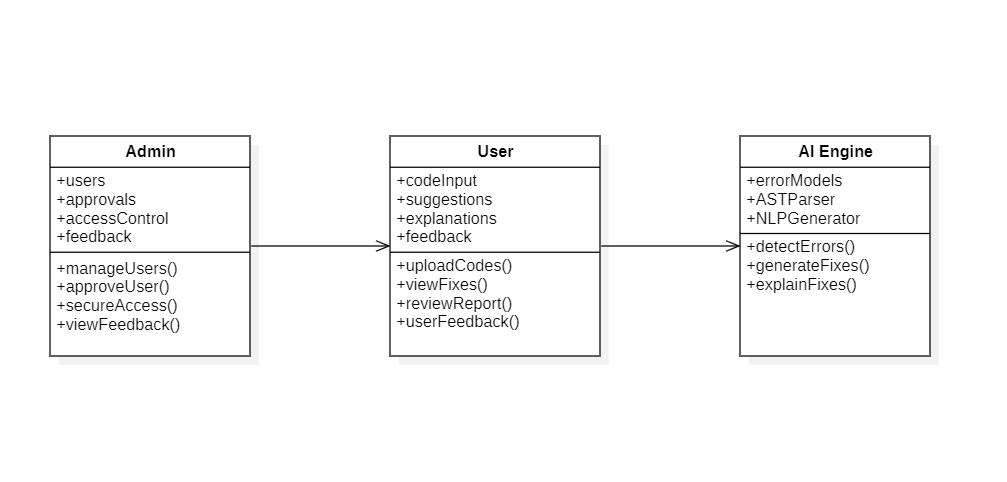 Admin
+users
+approvals
+accessControl
+feedback
+manageUsers()
+approveUser()
+secureAccess()
+viewFeedback()
User
+codeInput
+suggestions
+explanations
+feedback
+uploadCodes()
+viewFixes()
+reviewReport()
+userFeedback()
AI Engine
+errorModels
+ASTParser
+NLPGenerator
+detectErrors()
+generateFixes()
+explainFixes()